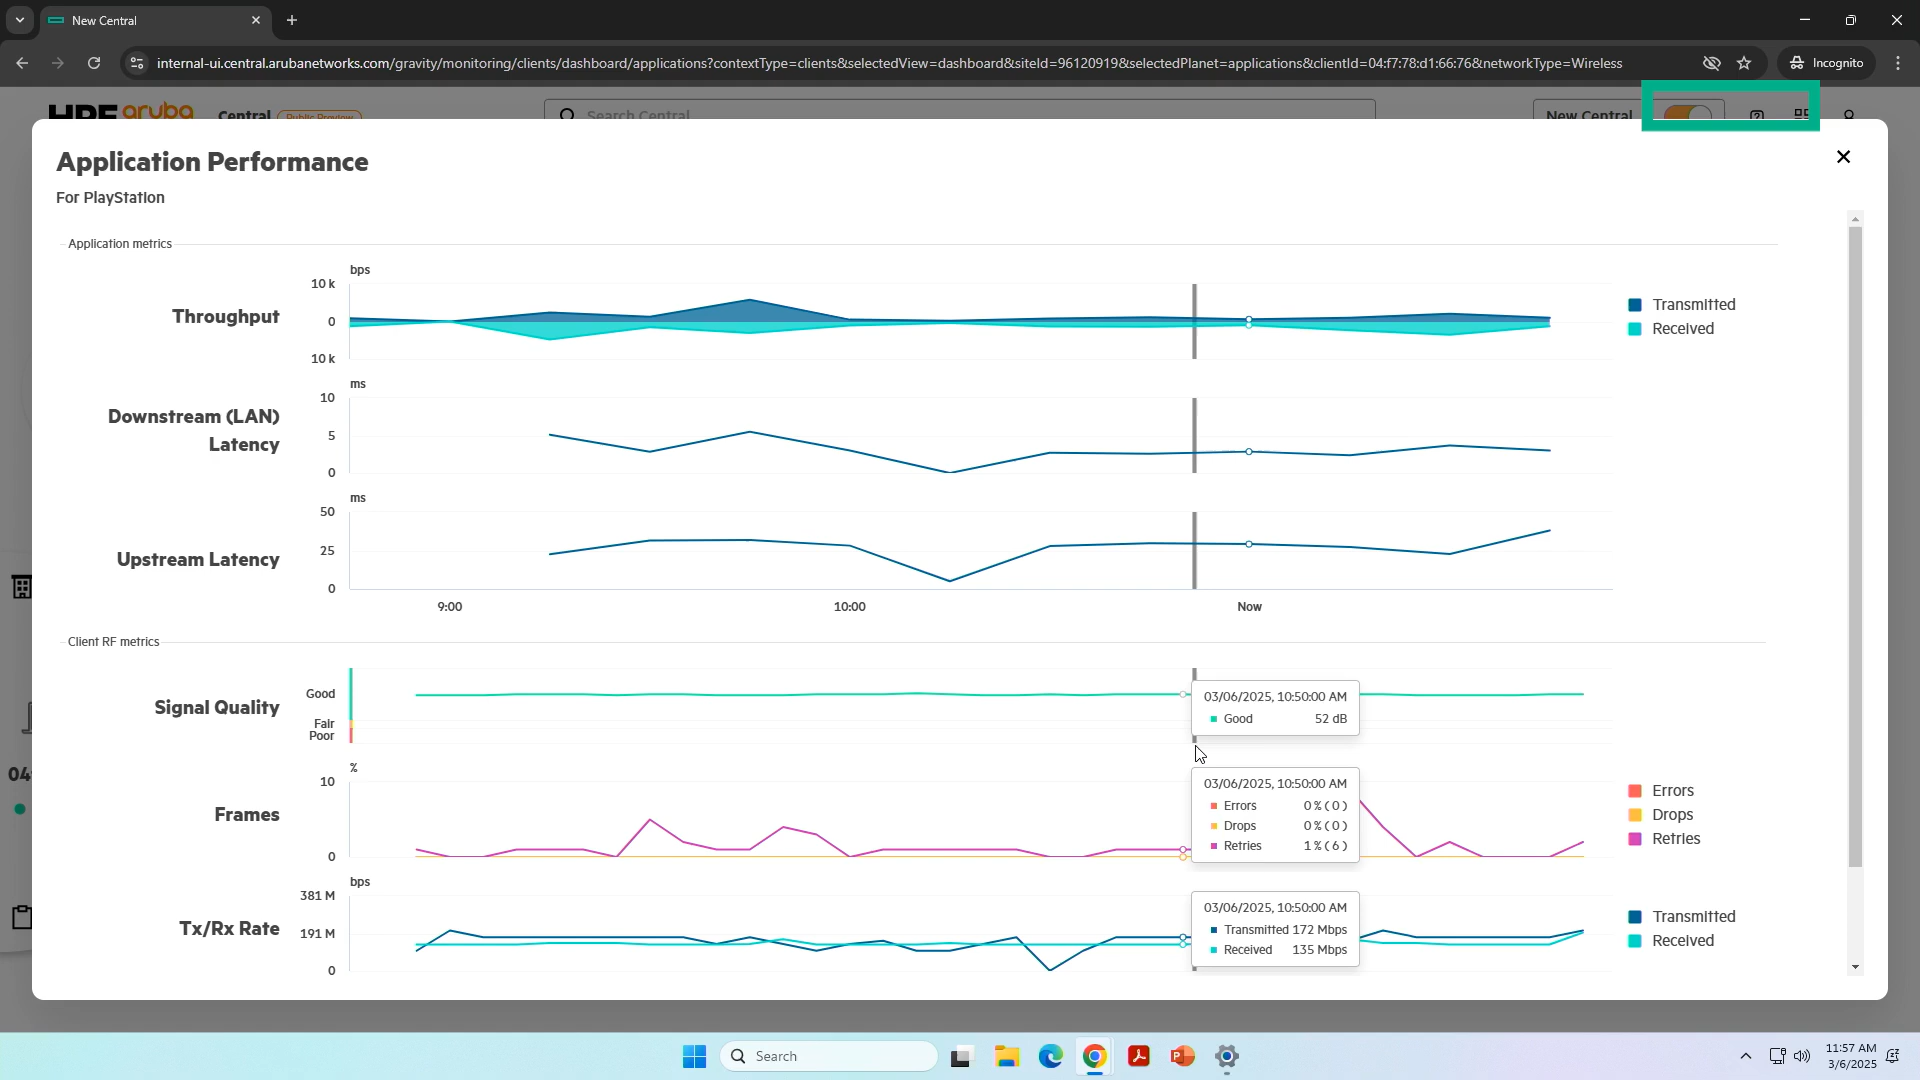 New Central
internal-ui.central.arubanetworks.com/gravity/monitoring/clients/dashboard/applications?contextType=clients&selectedView=dashboard&siteId=96120919&selectedPlanet=applications&clientId=04:f7:78:d1:66:76&networkType=Wireless
Incognito
HPE aruba Central Public Preview
Search Central
New Central
Application Performance
For PlayStation
Application metrics
bps
10 k
Throughput
0
10 k
Transmitted
Received
ms
10
Downstream (LAN)
Latency
5
0
ms
50
Upstream Latency
25
0
9:00 10:00 Now
Client RF metrics
Signal Quality
Good
Fair
Poor
03/06/2025, 10:50:00 AM
Good 52 dB
%
10
Frames
0
03/06/2025, 10:50:00 AM
Errors 0 % ( 0 )
Drops 0 % ( 0 )
Retries 1 % ( 6 )
Errors
Drops
Retries
bps
381 M
Tx/Rx Rate
191 M
0
03/06/2025, 10:50:00 AM
Transmitted 172 Mbps
Received 135 Mbps
Transmitted
Received
Search
11:57 AM
3/6/2025